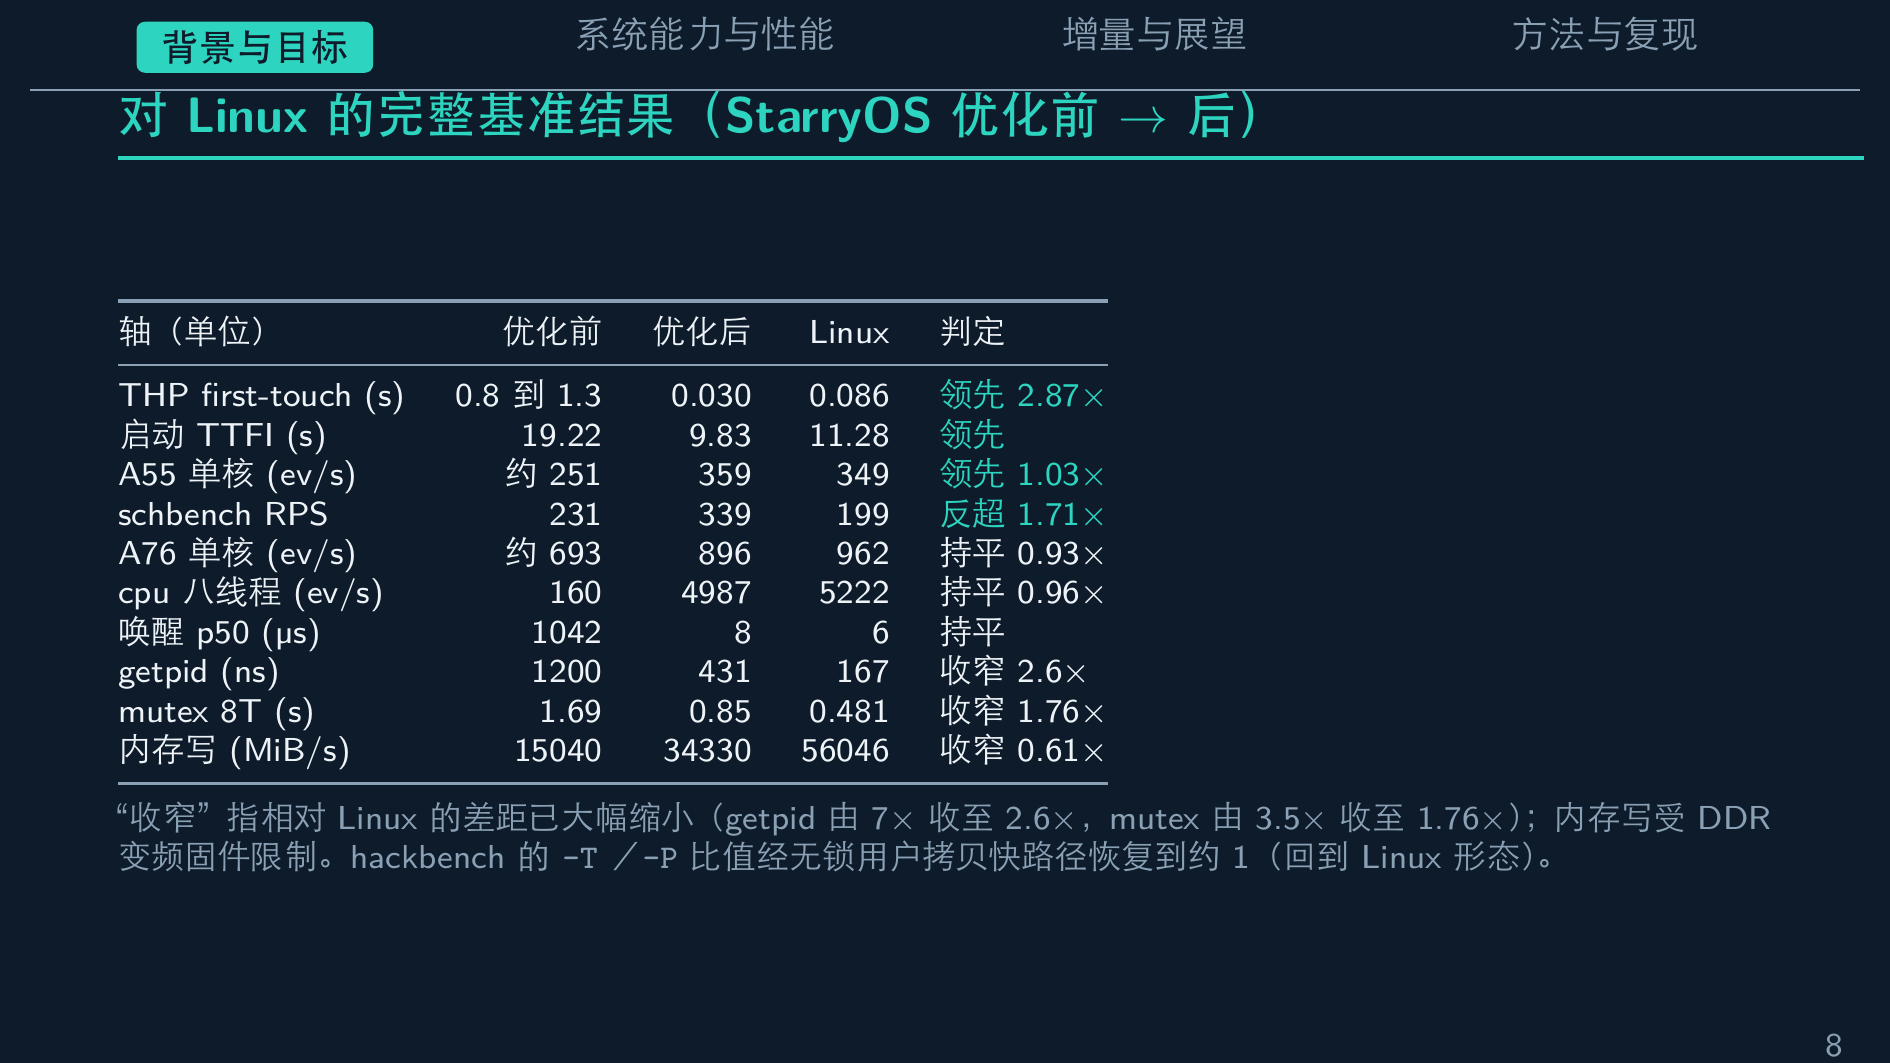 背景与目标 系统能力与性能 增量与展望 方法与复现
对 Linux 的完整基准结果（StarryOS 优化前 → 后）
轴（单位） 优化前 优化后 Linux 判定
THP first-touch (s) 0.8 到 1.3 0.030 0.086 领先 2.87×
启动 TTFI (s) 19.22 9.83 11.28 领先
A55 单核 (ev/s) 约 251 359 349 领先 1.03×
schbench RPS 231 339 199 反超 1.71×
A76 单核 (ev/s) 约 693 896 962 持平 0.93×
cpu 八线程 (ev/s) 160 4987 5222 持平 0.96×
唤醒 p50 (µs) 1042 8 6 持平
getpid (ns) 1200 431 167 收窄 2.6×
mutex 8T (s) 1.69 0.85 0.481 收窄 1.76×
内存写 (MiB/s) 15040 34330 56046 收窄 0.61×
“收窄” 指相对 Linux 的差距已大幅缩小（getpid 由 7× 收至 2.6×，mutex 由 3.5× 收至 1.76×）；内存写受 DDR
变频固件限制。hackbench 的 -T / -P 比值经无锁用户拷贝快路径恢复到约 1（回到 Linux 形态）。
8